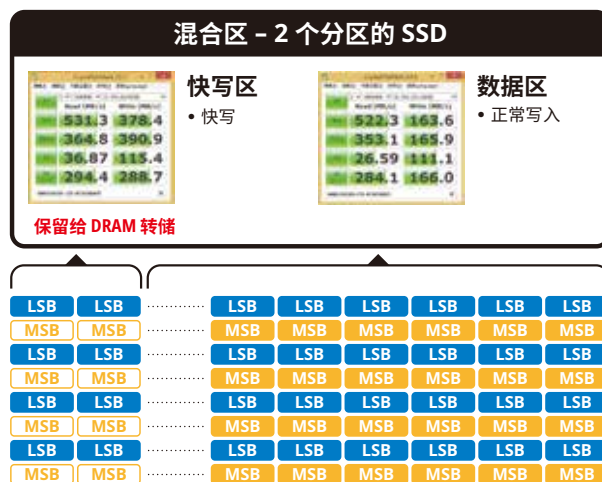 混合区 – 2 个分区的 SSD
快写区
• 快写
531.3 378.4
364.8 390.9
36.87 115.4
294.4 288.7
保留给 DRAM 转储
数据区
• 正常写入
522.3 163.6
353.1 165.9
26.59 111.1
284.1 166.0
LSB LSB LSB LSB LSB LSB LSB LSB
MSB MSB MSB MSB MSB MSB MSB MSB
LSB LSB LSB LSB LSB LSB LSB LSB
MSB MSB MSB MSB MSB MSB MSB MSB
LSB LSB LSB LSB LSB LSB LSB LSB
MSB MSB MSB MSB MSB MSB MSB MSB
LSB LSB LSB LSB LSB LSB LSB LSB
MSB MSB MSB MSB MSB MSB MSB MSB